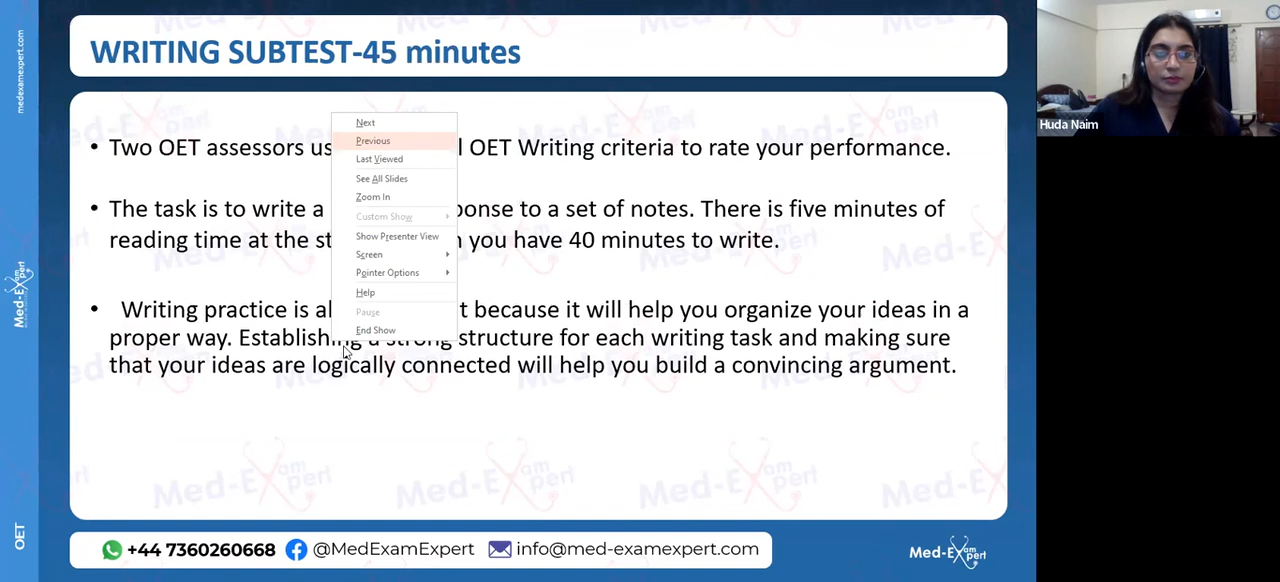 medexamexpert.com
WRITING SUBTEST-45 minutes
Huda Naim
• Two OET assessors us l OET Writing criteria to rate your performance.
• The task is to write a ponse to a set of notes. There is five minutes of
reading time at the st n you have 40 minutes to write.
• Writing practice is al t because it will help you organize your ideas in a
proper way. Establishing a strong structure for each writing task and making sure
that your ideas are logically connected will help you build a convincing argument.
Next
Previous
Last Viewed
See All Slides
Zoom In
Custom Show
Show Presenter View
Screen
Pointer Options
Help
Pause
End Show
Med-Exam Expert
OET
+44 7360260668 @MedExamExpert info@med-examexpert.com
Med-Exam Expert